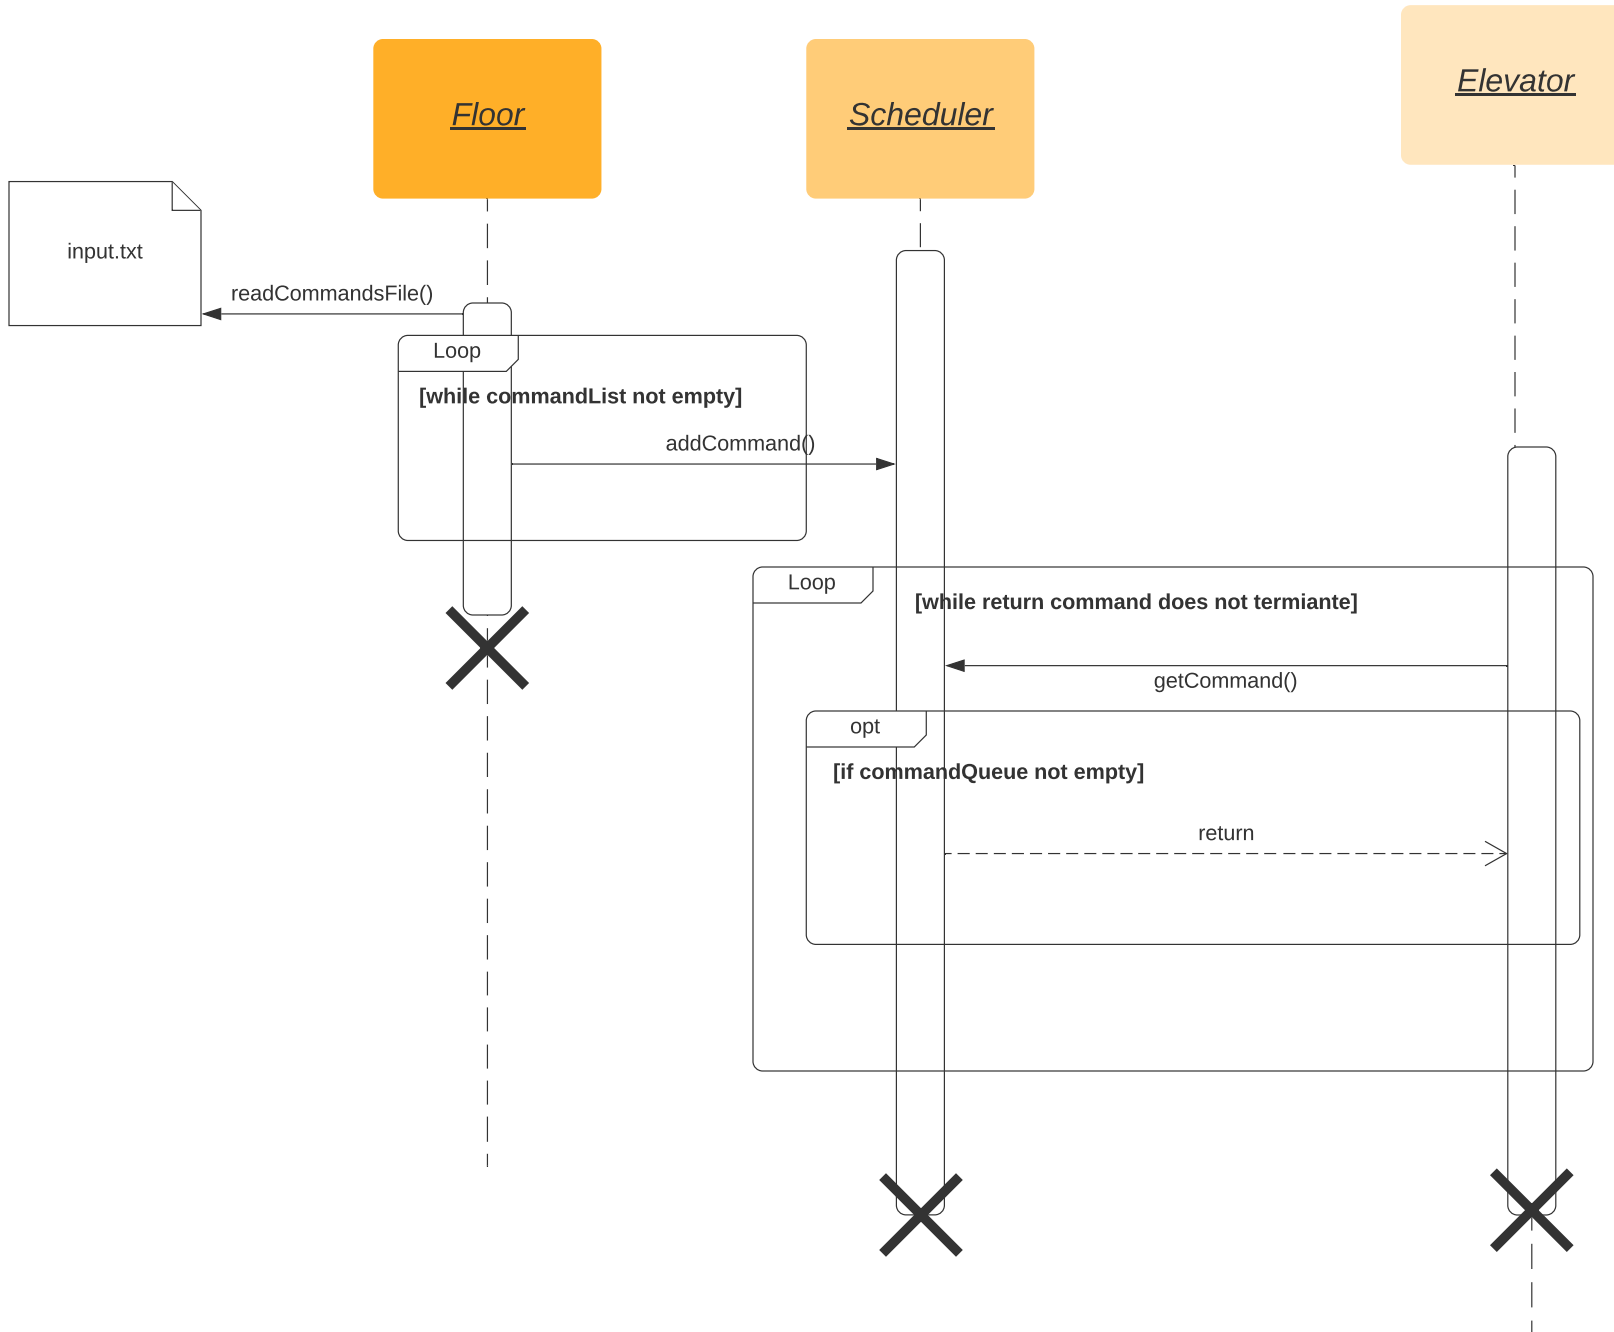 Floor
Scheduler
Elevator
input.txt
readCommandsFile()
Loop
[while commandList not empty]
addCommand()
Loop
[while return command does not termiante]
getCommand()
opt
[if commandQueue not empty]
return